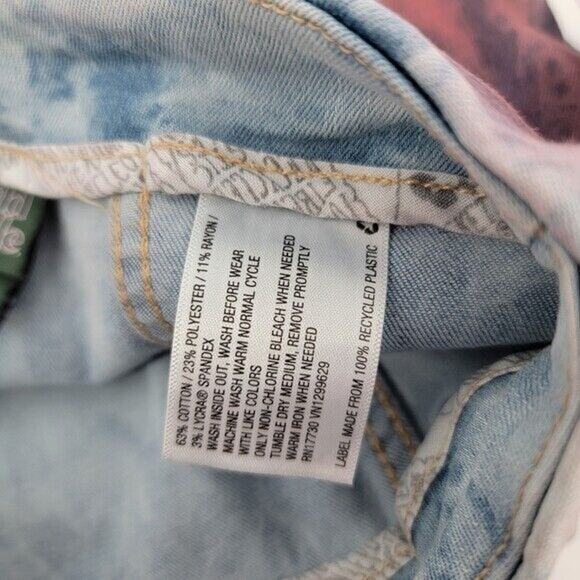 63% COTTON / 23% POLYESTER / 11% RAYON /
3% LYCRA® SPANDEX
WASH INSIDE OUT, WASH BEFORE WEAR
MACHINE WASH WARM NORMAL CYCLE
WITH LIKE COLORS
ONLY NON-CHLORINE BLEACH WHEN NEEDED
TUMBLE DRY MEDIUM, REMOVE PROMPTLY
WARM IRON WHEN NEEDED
RN17730 VN1299629
LABEL MADE FROM 100% RECYCLED PLASTIC